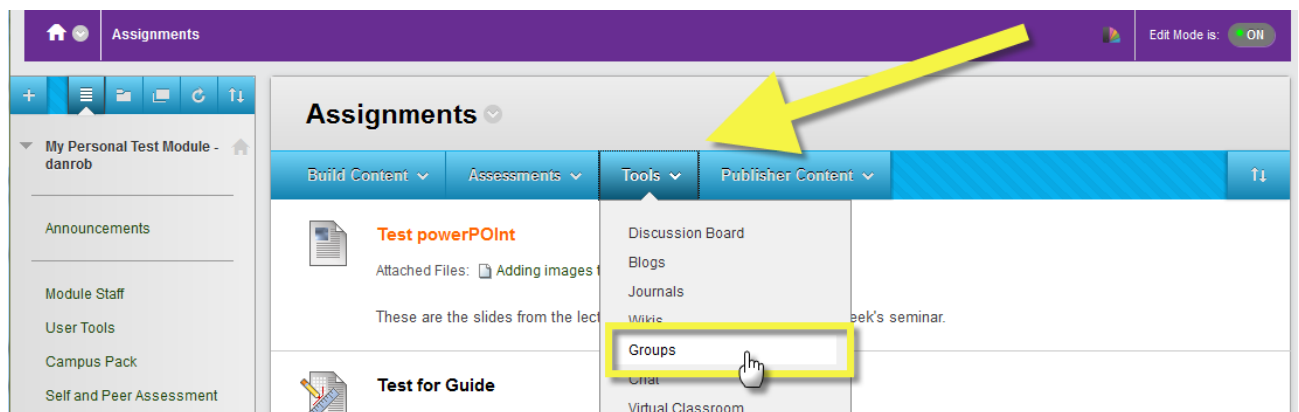 Assignments
Edit Mode is: ON
My Personal Test Module -
danrob
Announcements
Module Staff
User Tools
Campus Pack
Self and Peer Assessment
Assignments
Build Content Assessments Tools Publisher Content
Test powerPOInt
Attached Files: Adding images
These are the slides from the lect
eek's seminar.
Test for Guide
Discussion Board
Blogs
Journals
Wikis
Groups
Chat
Virtual Classroom